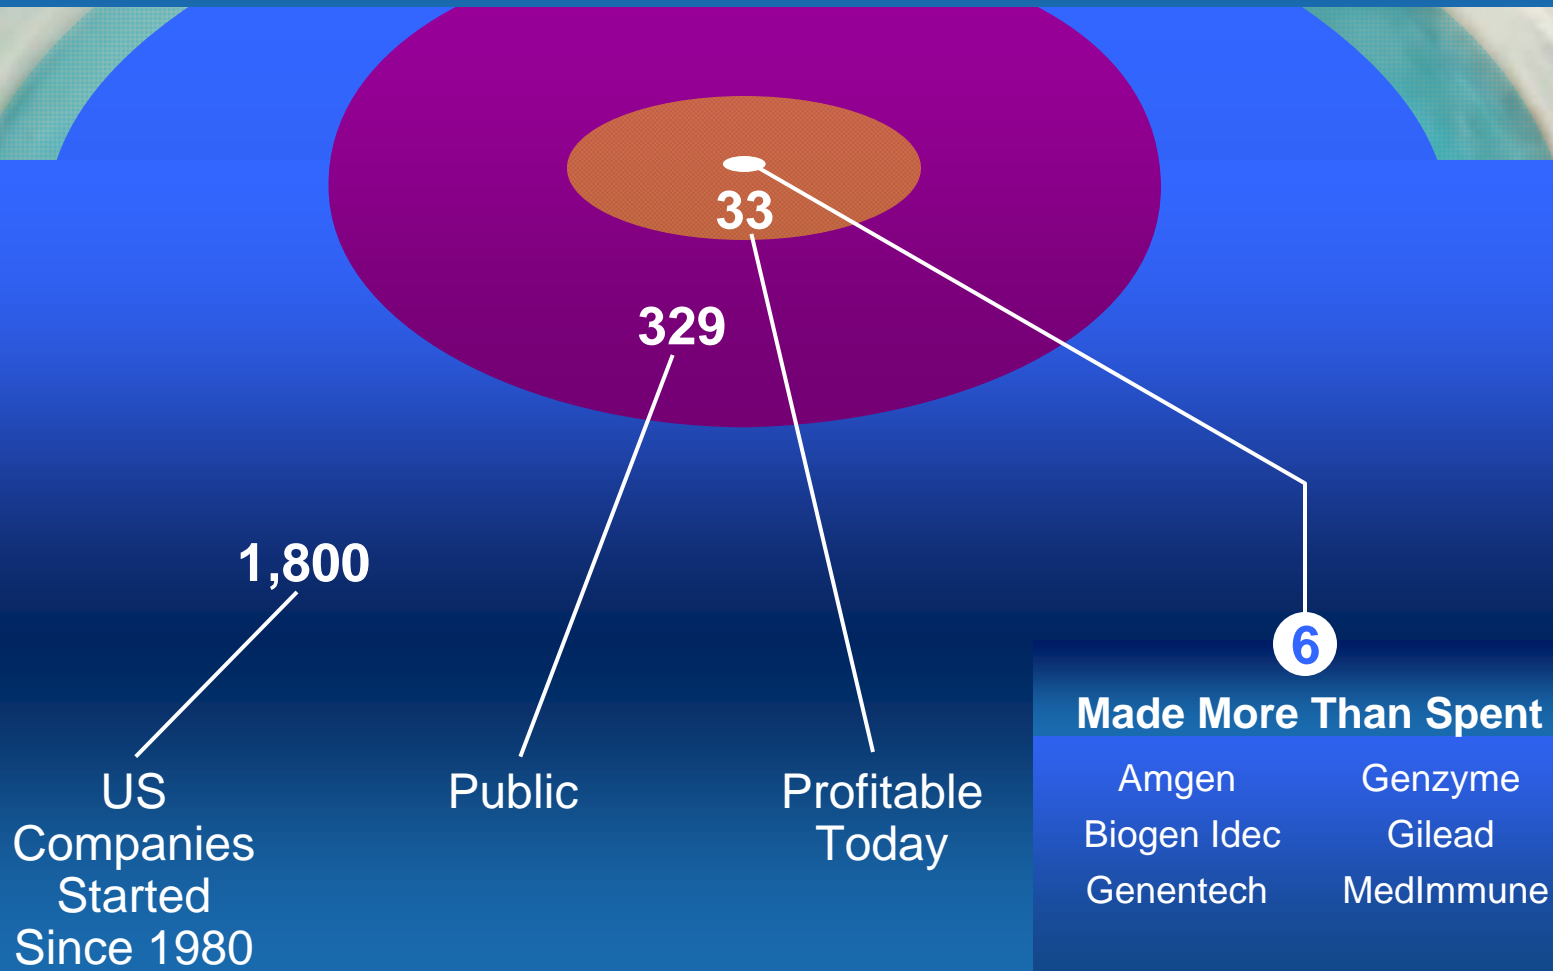 33
329
1,800
6
Made More Than Spent
US
Companies
Started
Since 1980
Public
Profitable
Today
Amgen Genzyme
Biogen Idec Gilead
Genentech MedImmune